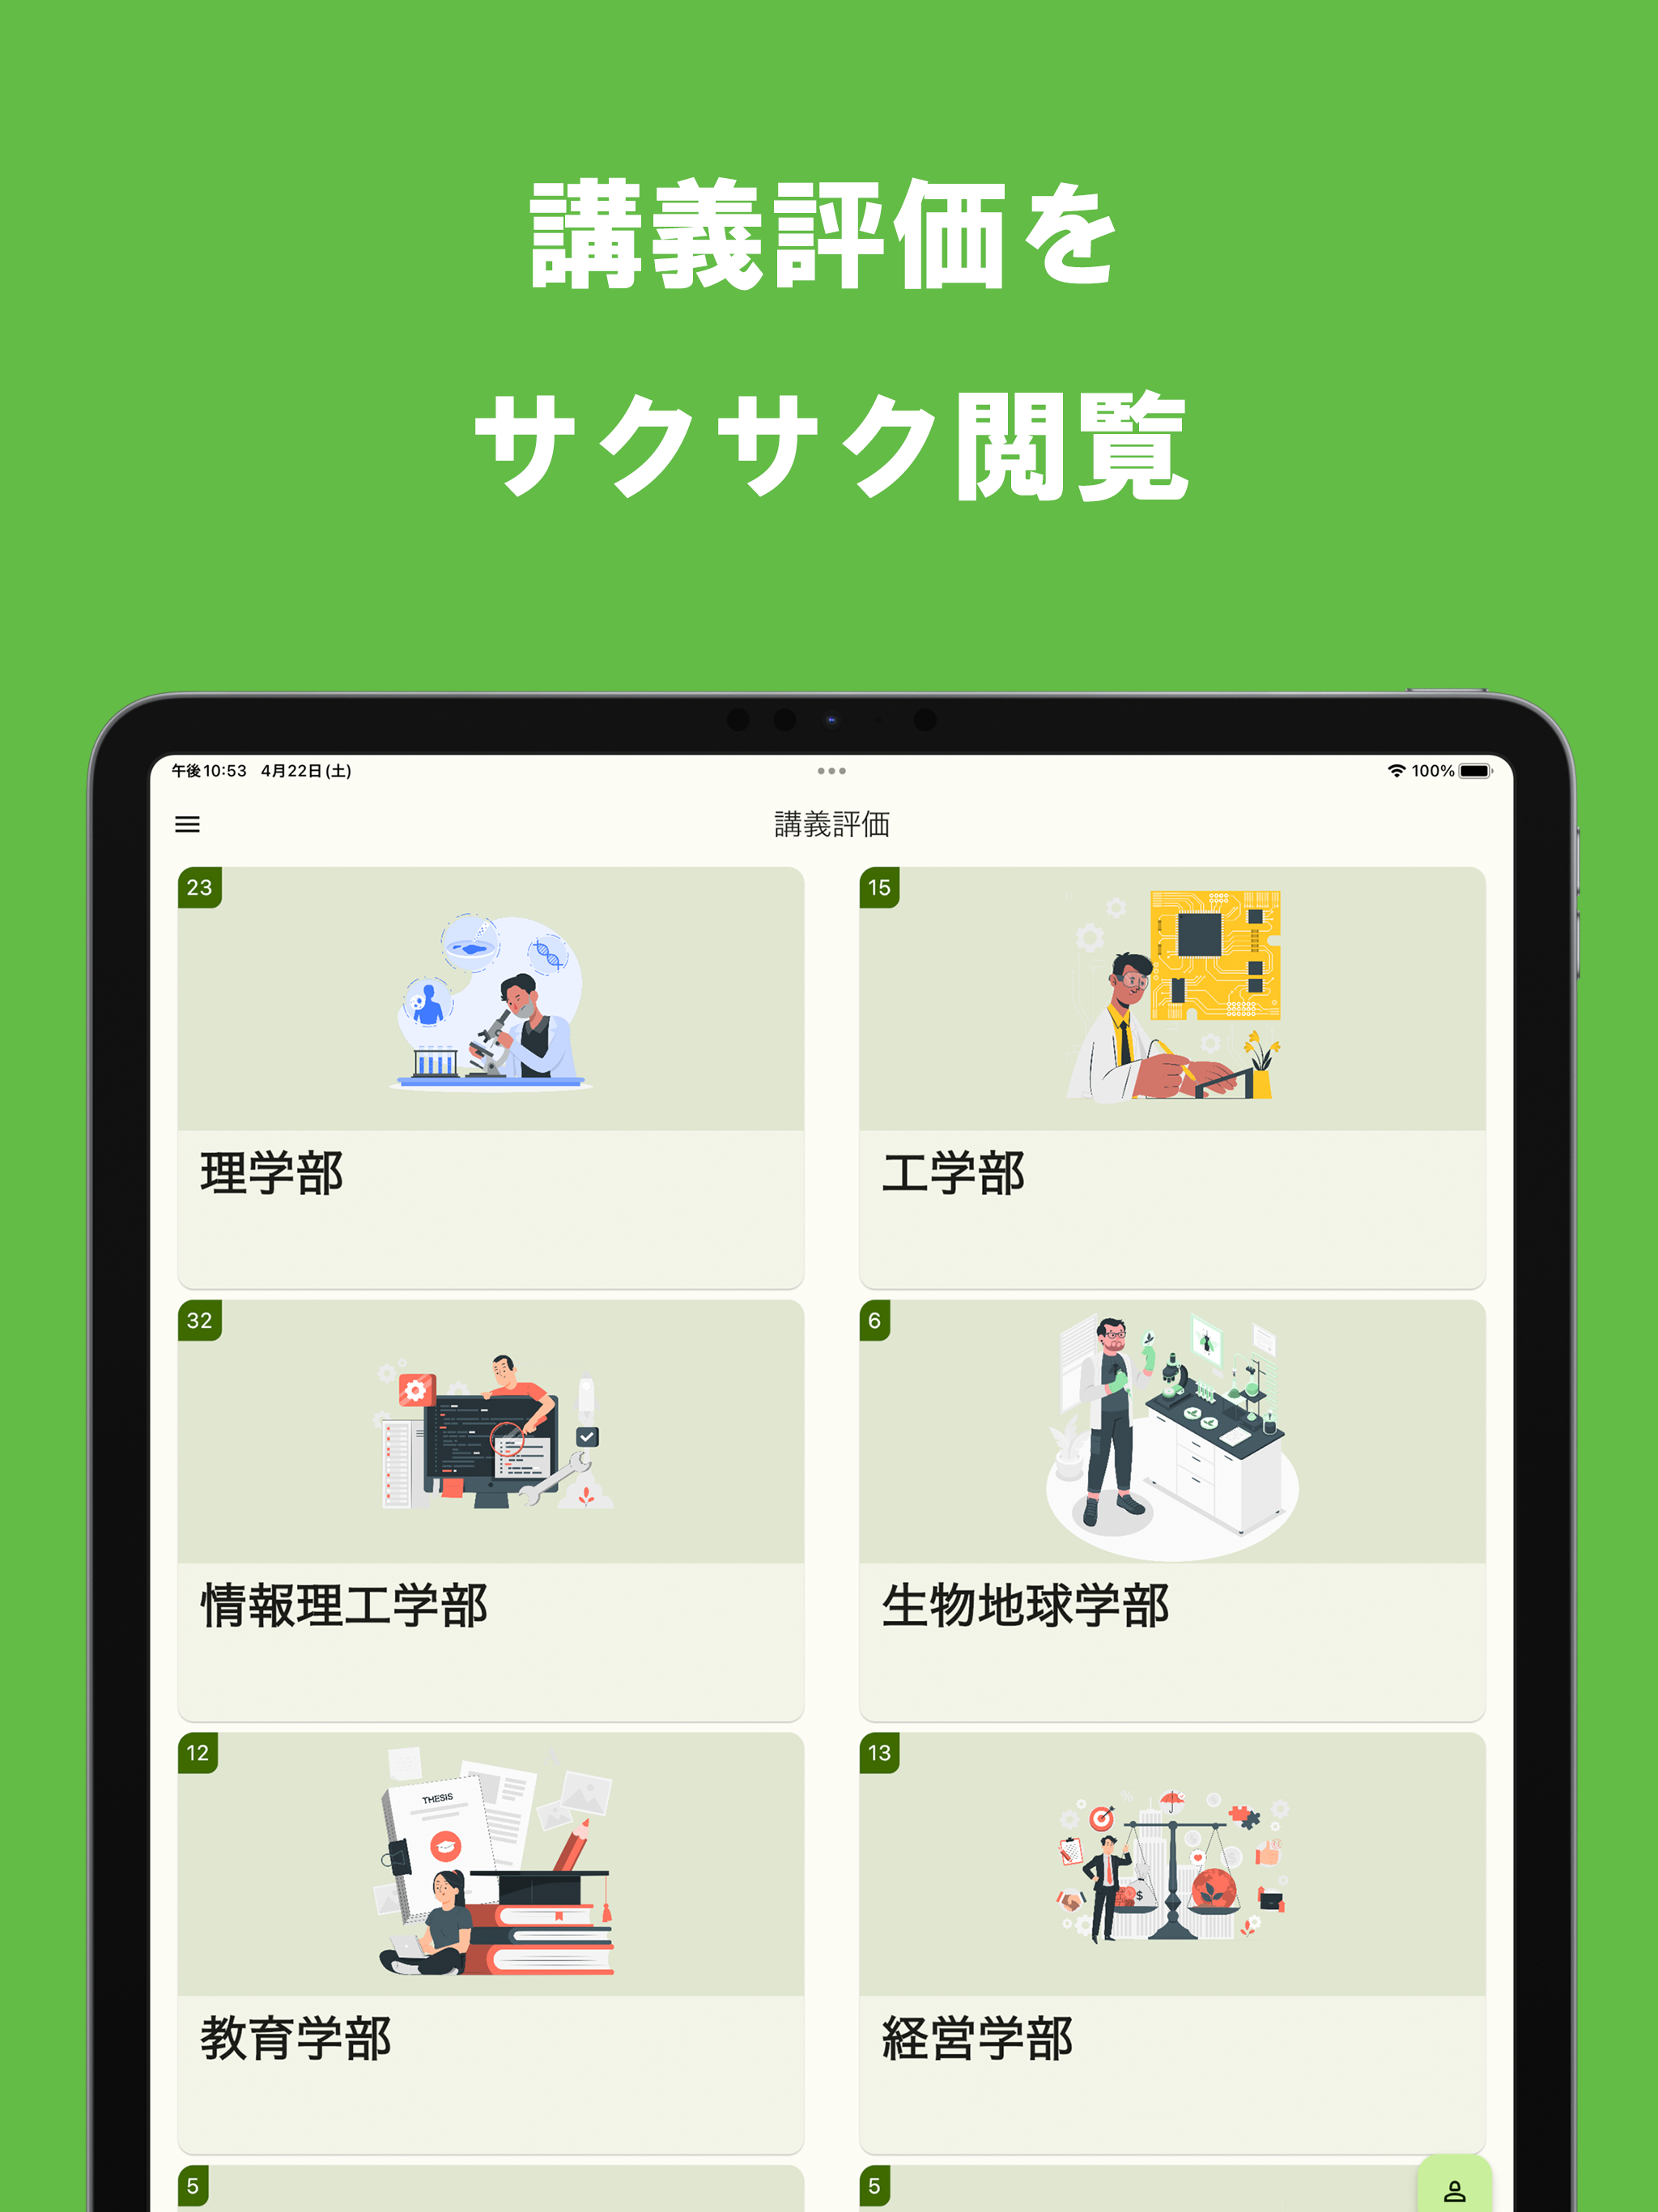 講義評価を
サクサク閲覧
午後10:53 4月22日(土)
100%
講義評価
23
15
理学部
工学部
32
6
情報理工学部
生物地球学部
12
13
THESIS
$
%
教育学部
経営学部
5
5